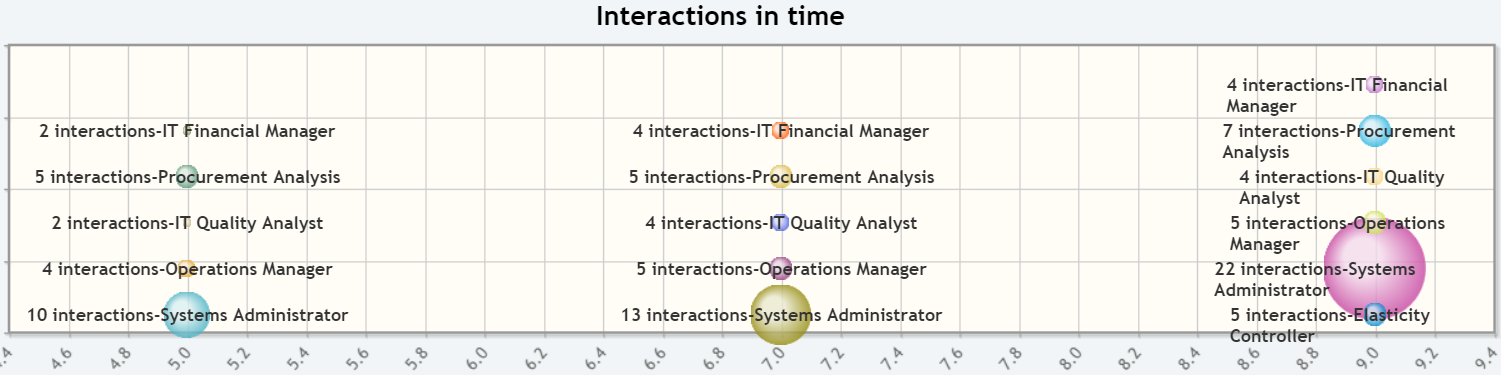 Interactions in time
4 interactions-IT Financial
Manager
2 interactions-IT Financial Manager
4 interactions-IT Financial Manager
7 interactions-Procurement
Analysis
5 interactions-Procurement Analysis
5 interactions-Procurement Analysis
4 interactions-IT Quality
Analyst
2 interactions-IT Quality Analyst
4 interactions-IT Quality Analyst
5 interactions-Operations
Manager
4 interactions-Operations Manager
5 interactions-Operations Manager
22 interactions-Systems
Administrator
10 interactions-Systems Administrator
13 interactions-Systems Administrator
5 interactions-Elasticity
Controller
4.6
4.8
5.0
5.2
5.4
5.6
5.8
6.0
6.2
6.4
6.6
6.8
7.0
7.2
7.4
7.6
7.8
8.0
8.2
8.4
8.6
8.8
9.0
9.2
9.4